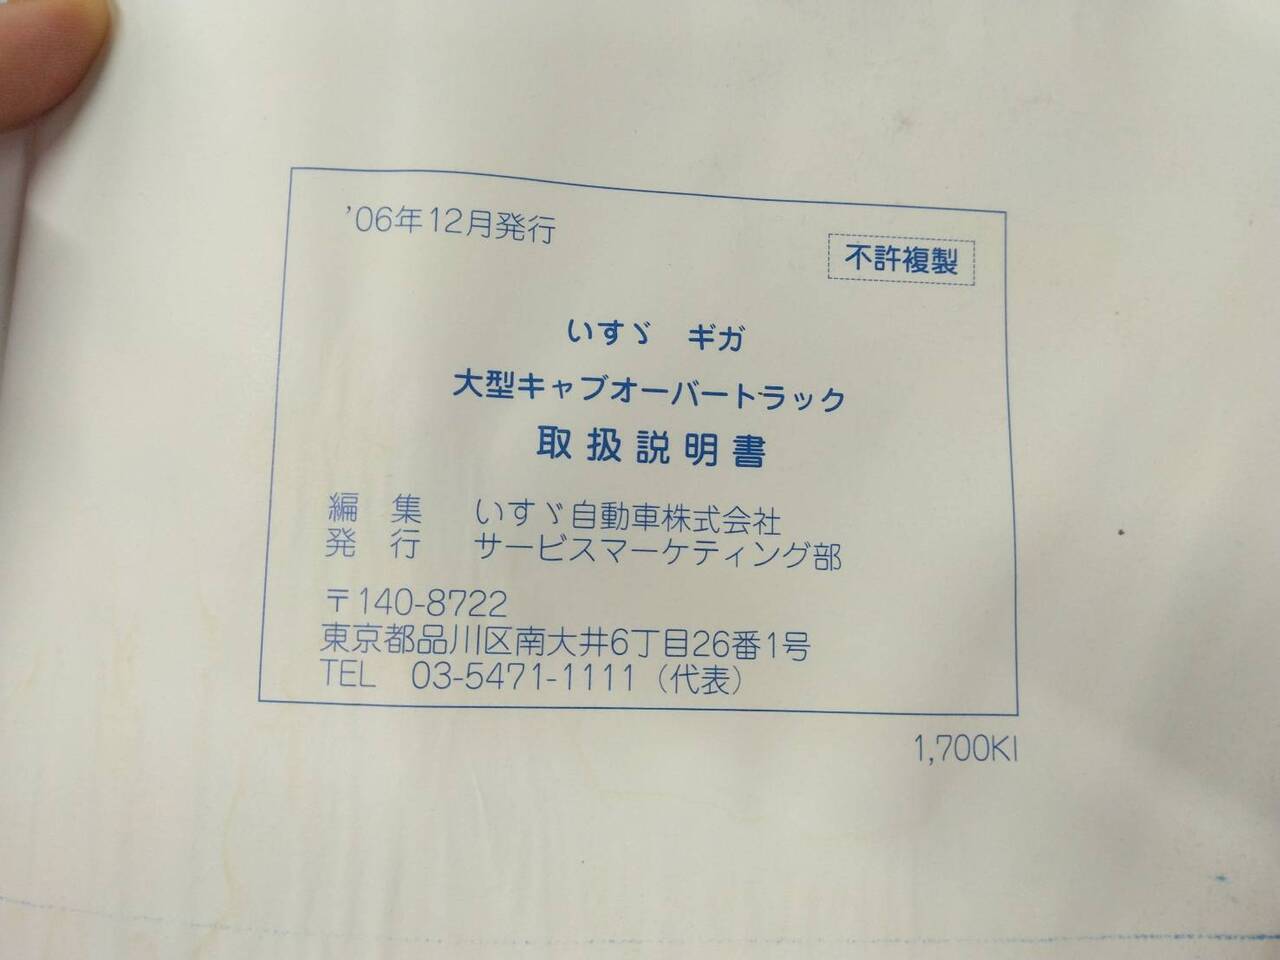 '06年12月発行
不許複製
いすゞ ギガ
大型キャブオーバートラック
取扱説明書
編 集 いすゞ自動車株式会社
発 行 サービスマーケティング部
〒140-8722
東京都品川区南大井6丁目26番1号
TEL 03-5471-1111（代表）
1,700KI